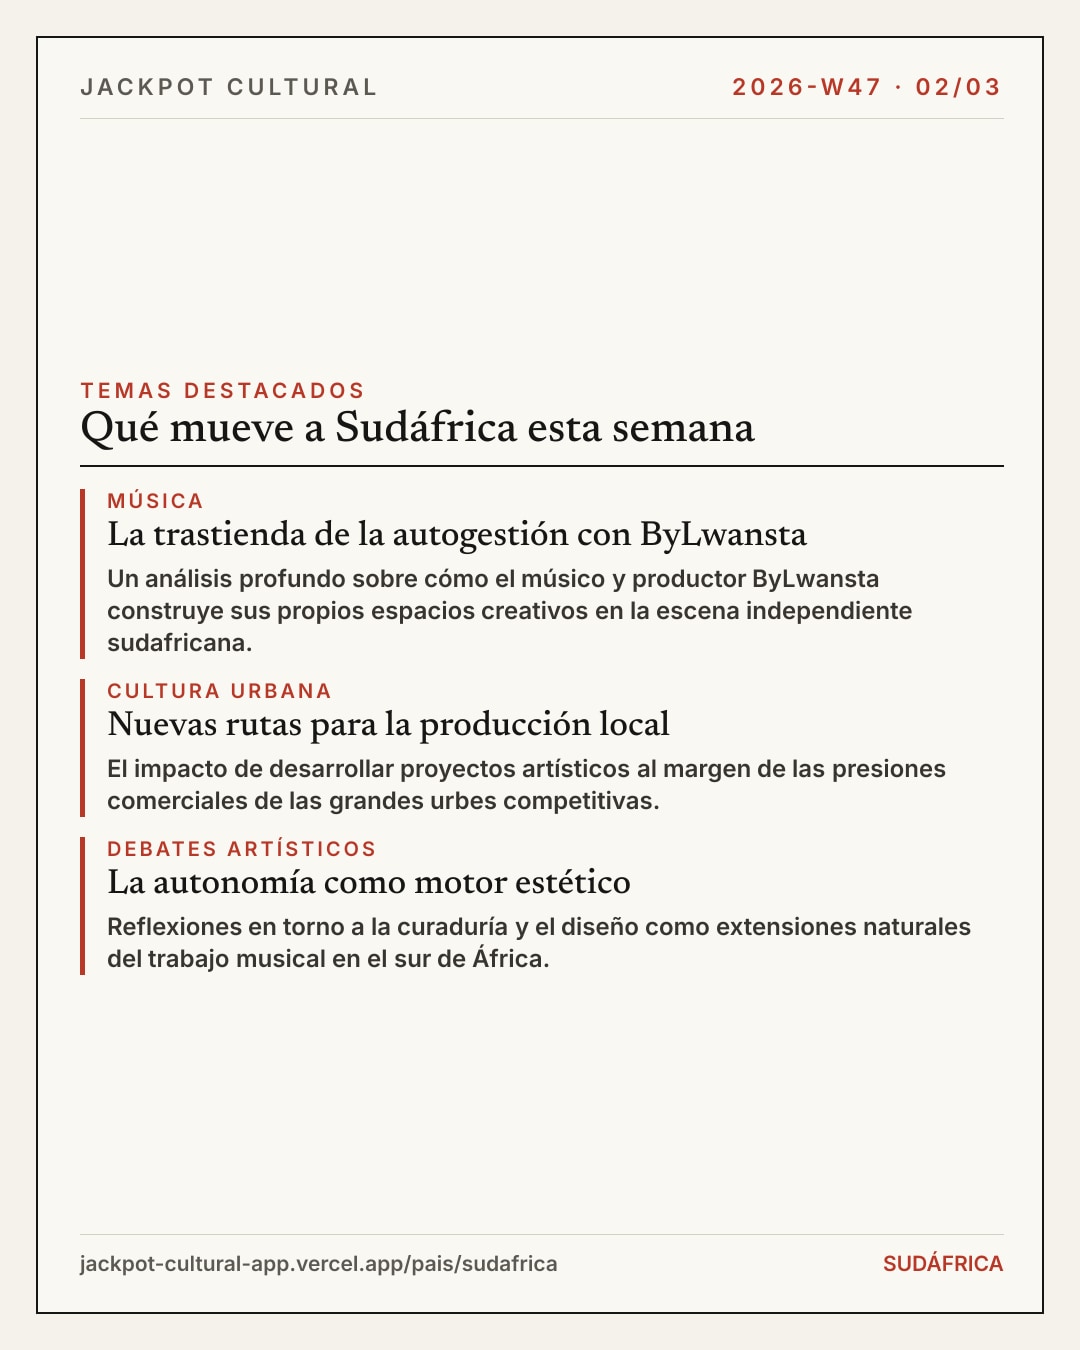 JACKPOT CULTURAL
2026-W47 · 02/03
TEMAS DESTACADOS
Qué mueve a Sudáfrica esta semana
MÚSICA
La trastienda de la autogestión con ByLwansta
Un análisis profundo sobre cómo el músico y productor ByLwansta
construye sus propios espacios creativos en la escena independiente
sudafricana.
CULTURA URBANA
Nuevas rutas para la producción local
El impacto de desarrollar proyectos artísticos al margen de las presiones
comerciales de las grandes urbes competitivas.
DEBATES ARTÍSTICOS
La autonomía como motor estético
Reflexiones en torno a la curaduría y el diseño como extensiones naturales
del trabajo musical en el sur de África.
jackpot-cultural-app.vercel.app/pais/sudafrica
SUDÁFRICA